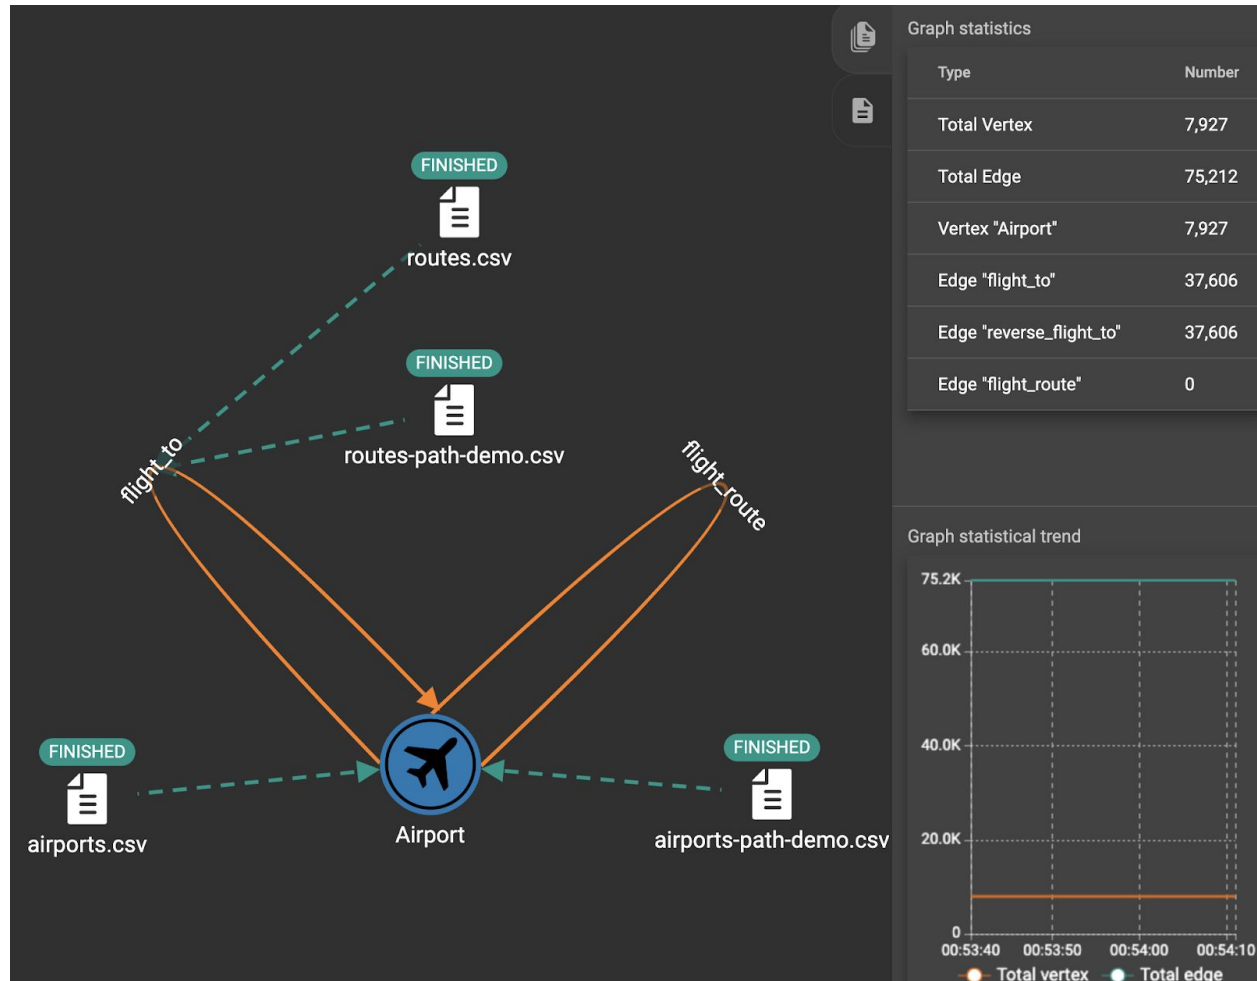 FINISHED
routes.csv
FINISHED
routes-path-demo.csv
flight_to
flight_route
FINISHED
airports.csv
Airport
FINISHED
airports-path-demo.csv
Graph statistics
Type Number
Total Vertex 7,927
Total Edge 75,212
Vertex "Airport" 7,927
Edge "flight_to" 37,606
Edge "reverse_flight_to" 37,606
Edge "flight_route" 0
Graph statistical trend
75.2K
60.0K
40.0K
20.0K
0
00:53:40 00:53:50 00:54:00 00:54:10
Total vertex Total edge